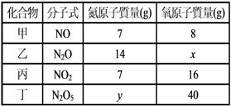 化合物 分子式 氮原子質量(g) 氧原子質量(g)
甲 NO 7 8
乙 N2O 14 x
丙 NO2 7 16
丁 N2O5 y 40